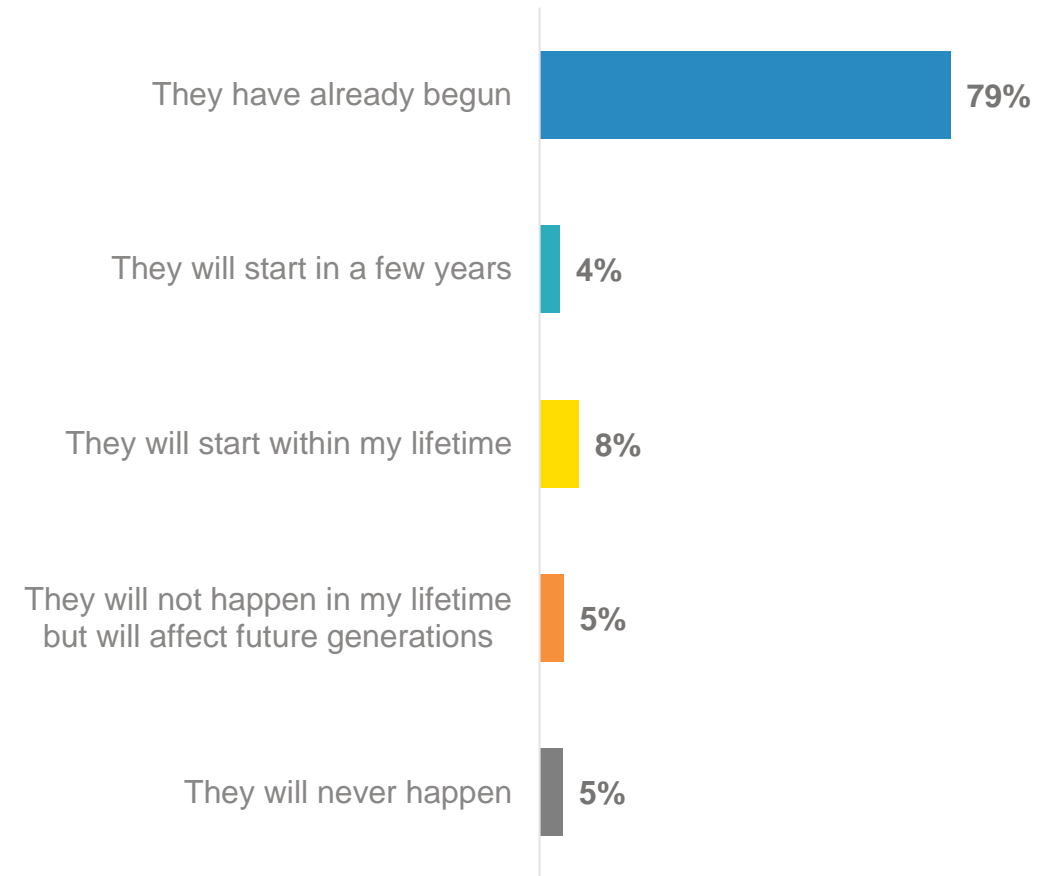 They have already begun
79%
They will start in a few years
4%
They will start within my lifetime
8%
They will not happen in my lifetime
but will affect future generations
5%
They will never happen
5%